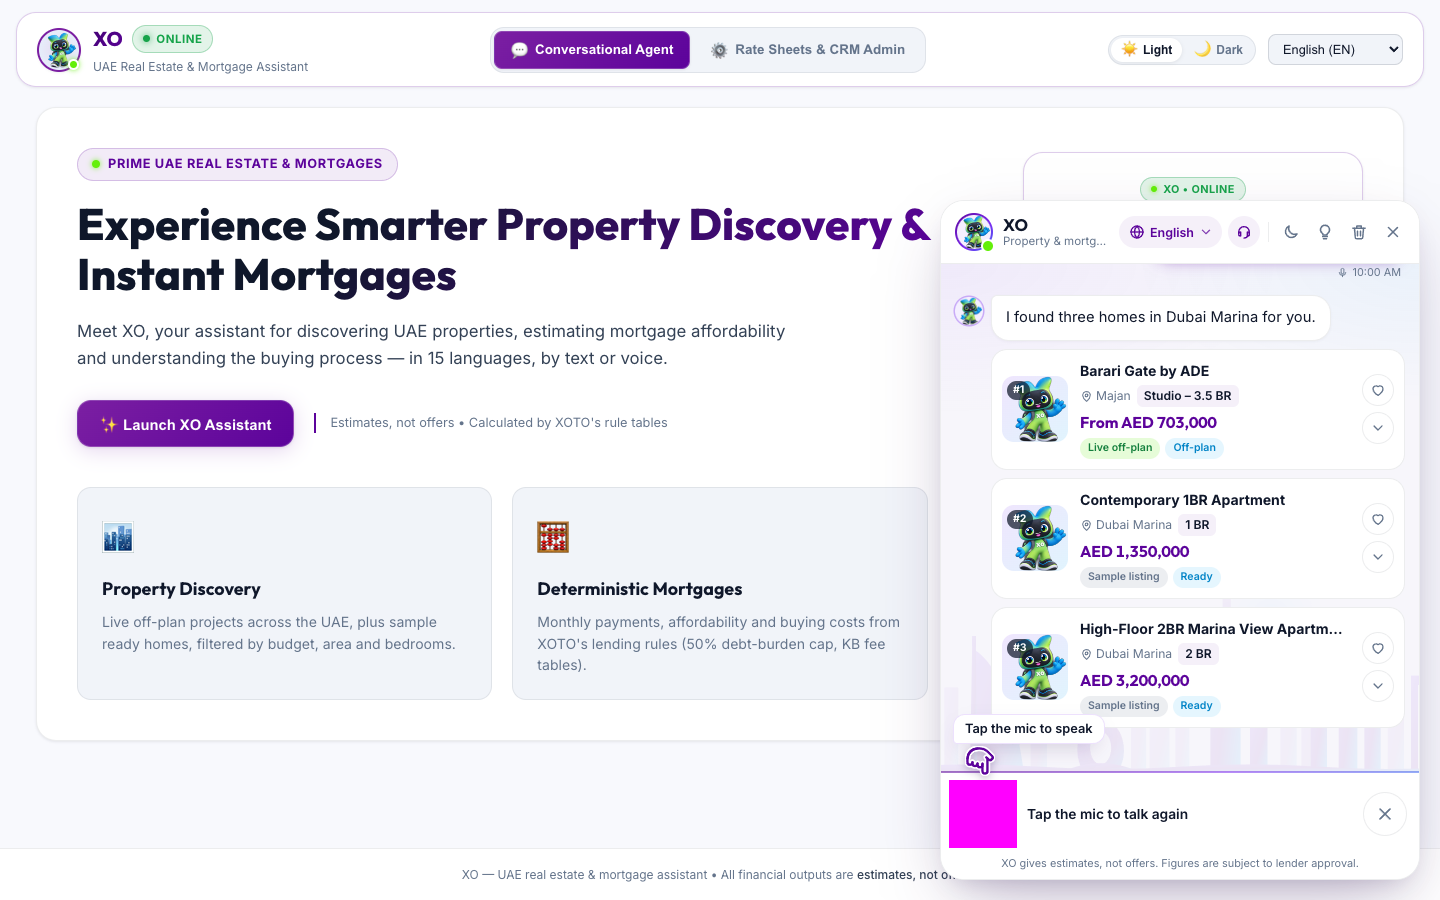 XO
ONLINE
UAE Real Estate & Mortgage Assistant
Conversational Agent
Rate Sheets & CRM Admin
Light
Dark
English (EN)
PRIME UAE REAL ESTATE & MORTGAGES
Experience Smarter Property Discovery &
Instant Mortgages
Meet XO, your assistant for discovering UAE properties, estimating mortgage affordability
and understanding the buying process — in 15 languages, by text or voice.
Launch XO Assistant
Estimates, not offers • Calculated by XOTO's rule tables
Property Discovery
Live off-plan projects across the UAE, plus sample
ready homes, filtered by budget, area and bedrooms.
Deterministic Mortgages
Monthly payments, affordability and buying costs from
XOTO's lending rules (50% debt-burden cap, KB fee
tables).
XO • ONLINE
XO
Property & mortg...
English
10:00 AM
I found three homes in Dubai Marina for you.
#1
Barari Gate by ADE
Majan
Studio – 3.5 BR
From AED 703,000
Live off-plan
Off-plan
#2
Contemporary 1BR Apartment
Dubai Marina
1 BR
AED 1,350,000
Sample listing
Ready
#3
High-Floor 2BR Marina View Apartm...
Dubai Marina
2 BR
AED 3,200,000
Sample listing
Ready
Tap the mic to speak
Tap the mic to talk again
XO gives estimates, not offers. Figures are subject to lender approval.
XO — UAE real estate & mortgage assistant • All financial outputs are estimates, not